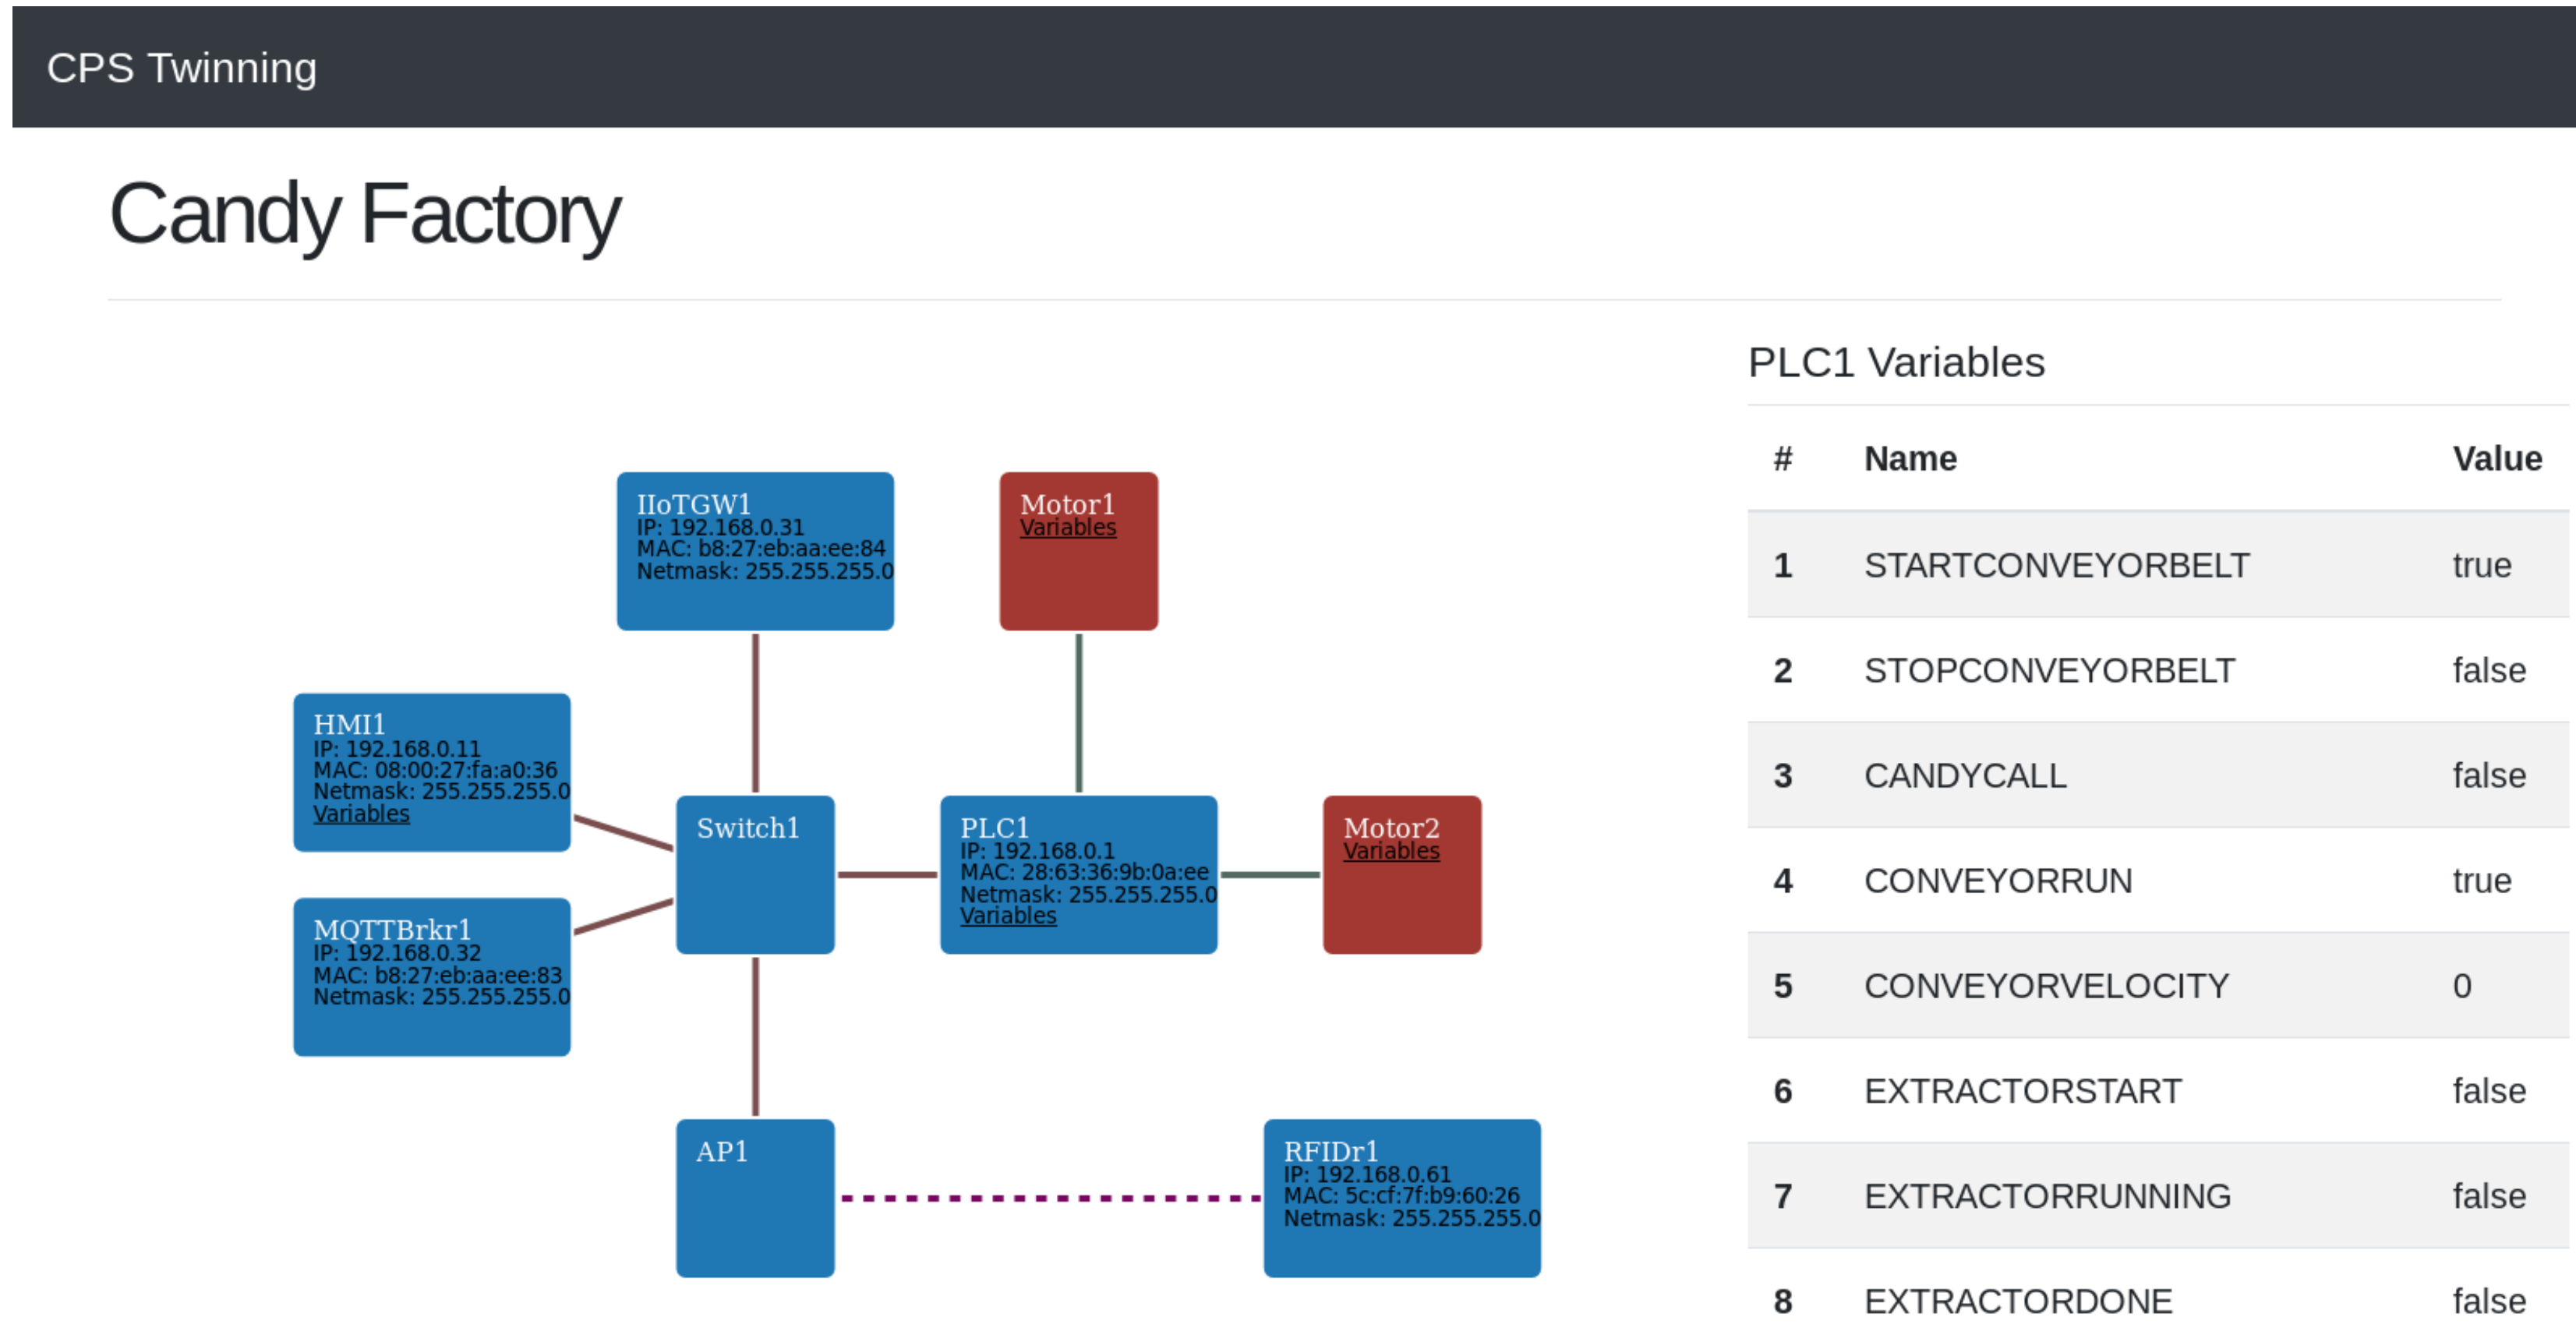 CPS Twinning
Candy Factory
IIoTGW1
IP: 192.168.0.31
MAC: b8:27:eb:aa:ee:84
Netmask: 255.255.255.0
Motor1
Variables
HMI1
IP: 192.168.0.11
MAC: 08:00:27:fa:a0:36
Netmask: 255.255.255.0
Variables
Switch1
PLC1
IP: 192.168.0.1
MAC: 28:63:36:9b:0a:ee
Netmask: 255.255.255.0
Variables
Motor2
Variables
MQTTBrkr1
IP: 192.168.0.32
MAC: b8:27:eb:aa:ee:83
Netmask: 255.255.255.0
AP1
RFIDr1
IP: 192.168.0.61
MAC: 5c:cf:7f:b9:60:26
Netmask: 255.255.255.0
PLC1 Variables
# Name Value
1 STARTCONVEYORBELT true
2 STOPCONVEYORBELT false
3 CANDYCALL false
4 CONVEYORRUN true
5 CONVEYORVELOCITY 0
6 EXTRACTORSTART false
7 EXTRACTORRUNNING false
8 EXTRACTORDONE false